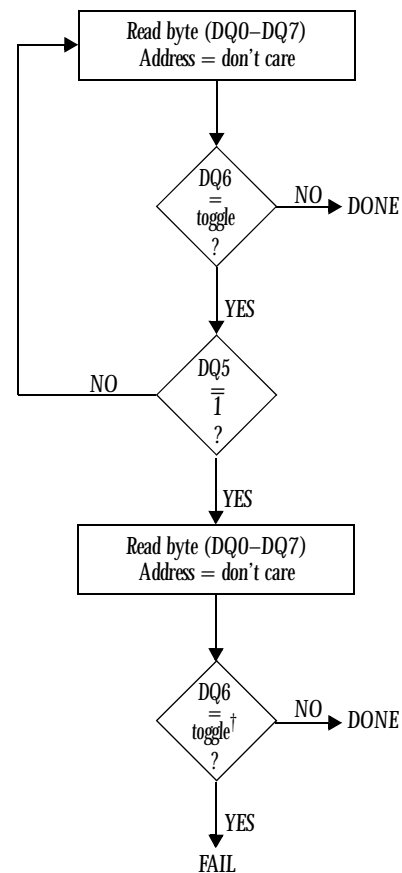 Read byte (DQ0–DQ7)
Address = don't care
DQ6
=
toggle
?
NO
DONE
YES
DQ5
=
1
?
NO
YES
Read byte (DQ0–DQ7)
Address = don't care
DQ6
=
toggle†
?
NO
DONE
YES
FAIL